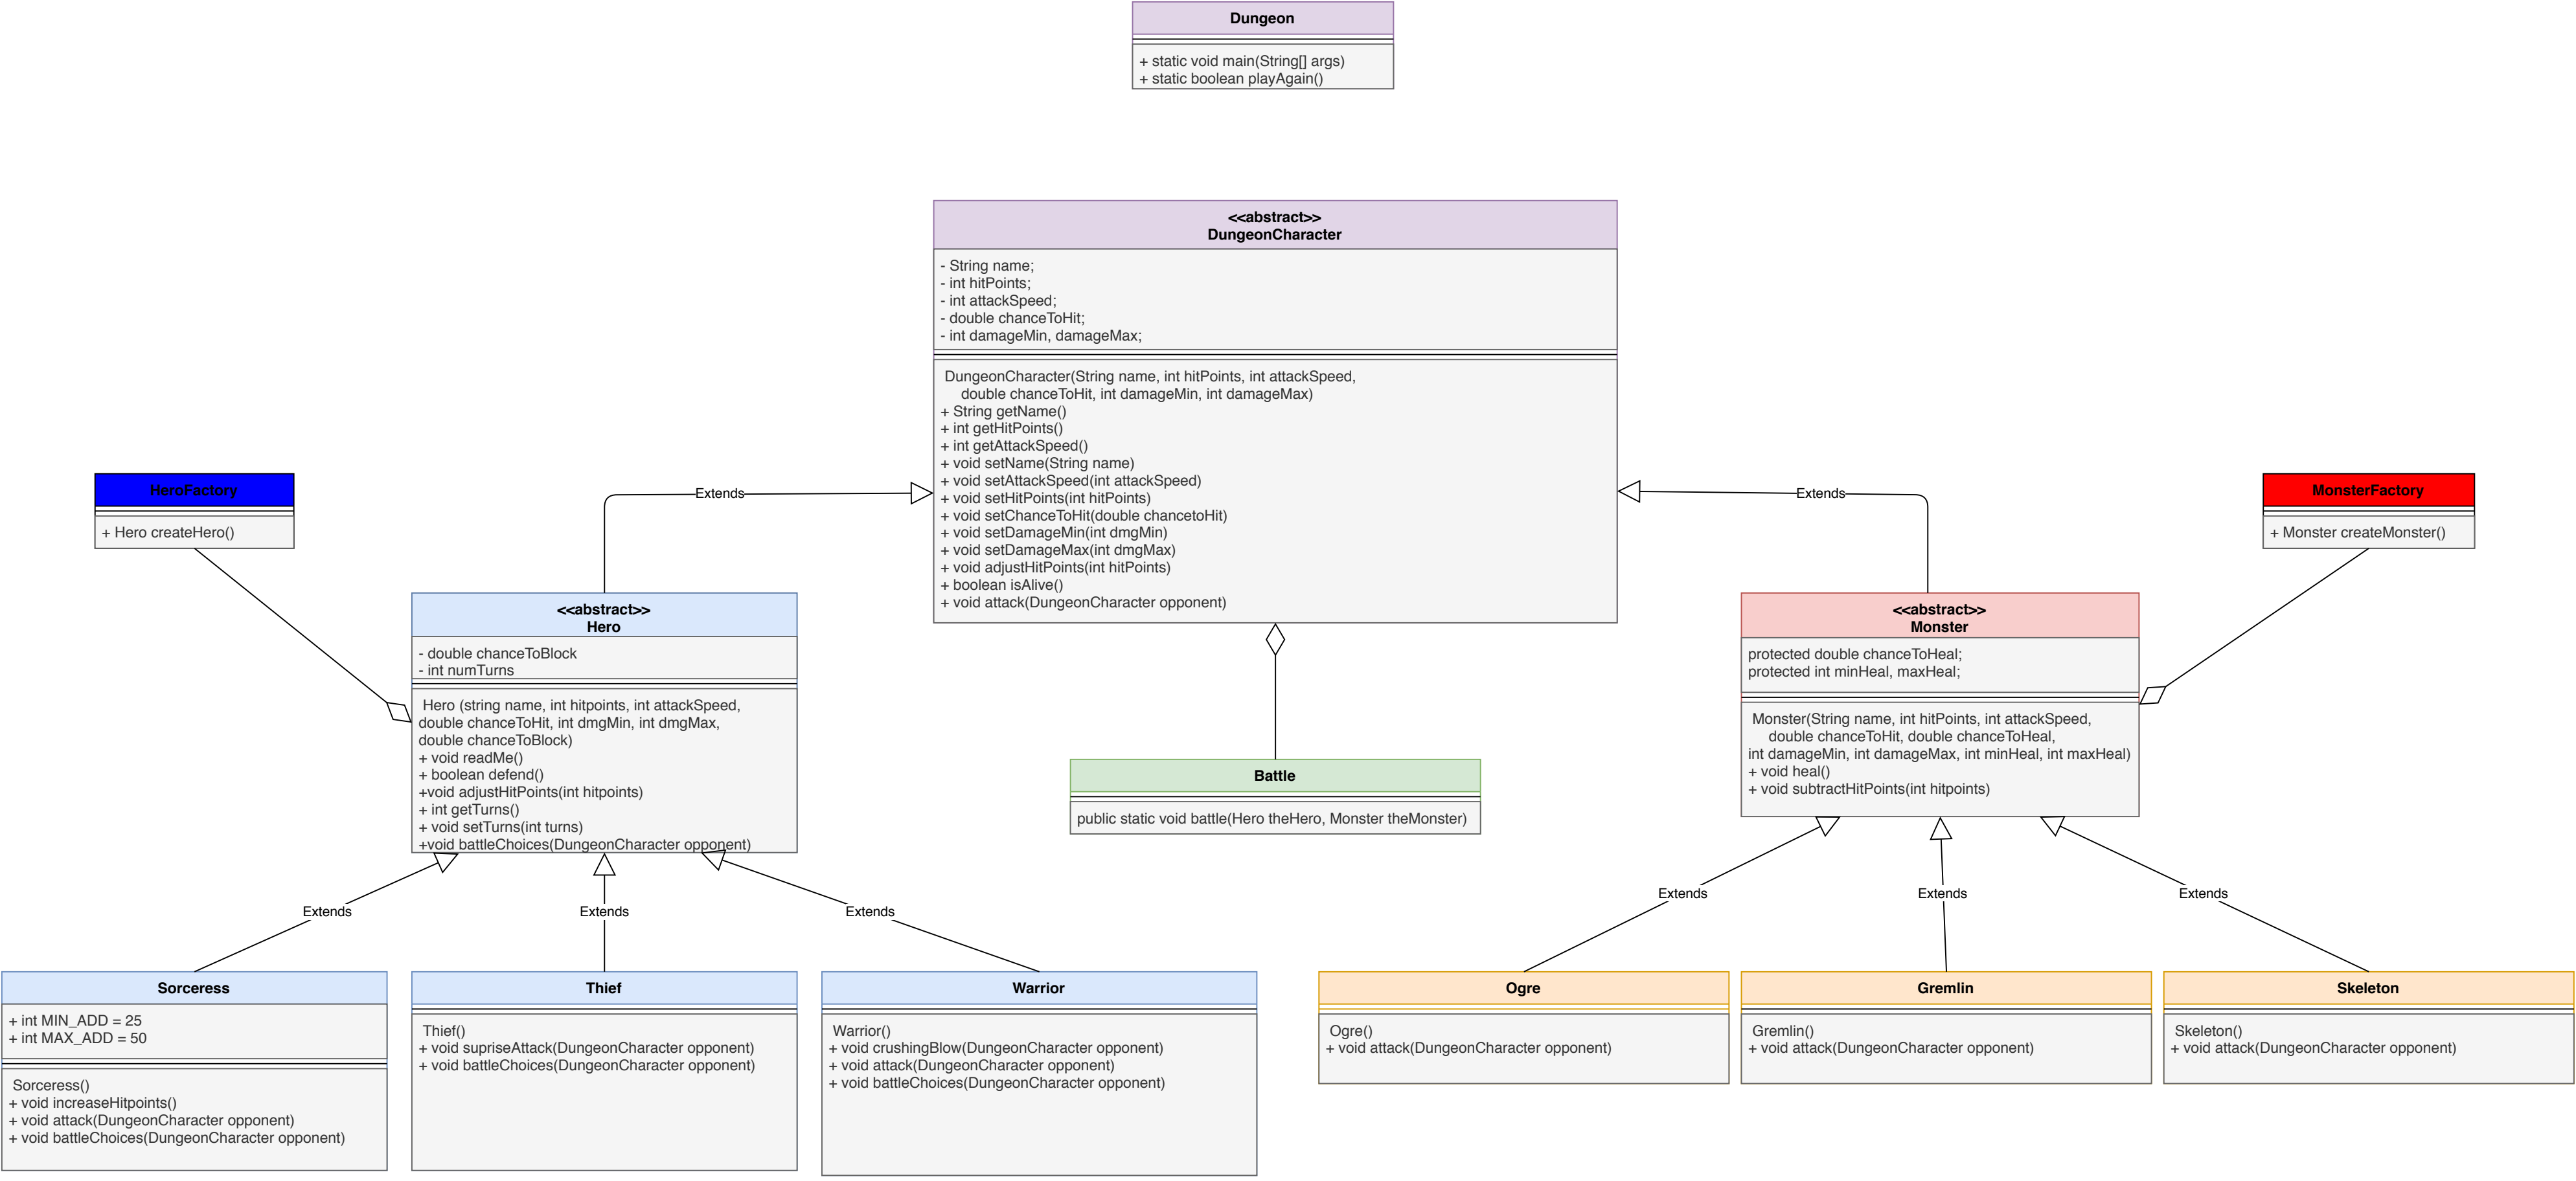 Dungeon
+ static void main(String[] args)
+ static boolean playAgain()
<<abstract>>
DungeonCharacter
- String name;
- int hitPoints;
- int attackSpeed;
- double chanceToHit;
- int damageMin, damageMax;
DungeonCharacter(String name, int hitPoints, int attackSpeed,
double chanceToHit, int damageMin, int damageMax)
+ String getName()
+ int getHitPoints()
+ int getAttackSpeed()
+ void setName(String name)
+ void setAttackSpeed(int attackSpeed)
+ void setHitPoints(int hitPoints)
+ void setChanceToHit(double chancetoHit)
+ void setDamageMin(int dmgMin)
+ void setDamageMax(int dmgMax)
+ void adjustHitPoints(int hitPoints)
+ boolean isAlive()
+ void attack(DungeonCharacter opponent)
HeroFactory
+ Hero createHero()
Extends
Extends
MonsterFactory
+ Monster createMonster()
<<abstract>>
Hero
- double chanceToBlock
- int numTurns
Hero (string name, int hitpoints, int attackSpeed,
double chanceToHit, int dmgMin, int dmgMax,
double chanceToBlock)
+ void readMe()
+ boolean defend()
+void adjustHitPoints(int hitpoints)
+ int getTurns()
+ void setTurns(int turns)
+void battleChoices(DungeonCharacter opponent)
<<abstract>>
Monster
protected double chanceToHeal;
protected int minHeal, maxHeal;
Monster(String name, int hitPoints, int attackSpeed,
double chanceToHit, double chanceToHeal,
int damageMin, int damageMax, int minHeal, int maxHeal)
+ void heal()
+ void subtractHitPoints(int hitpoints)
Battle
public static void battle(Hero theHero, Monster theMonster)
Extends
Extends
Extends
Extends
Extends
Extends
Sorceress
+ int MIN_ADD = 25
+ int MAX_ADD = 50
Sorceress()
+ void increaseHitpoints()
+ void attack(DungeonCharacter opponent)
+ void battleChoices(DungeonCharacter opponent)
Thief
Thief()
+ void supriseAttack(DungeonCharacter opponent)
+ void battleChoices(DungeonCharacter opponent)
Warrior
Warrior()
+ void crushingBlow(DungeonCharacter opponent)
+ void attack(DungeonCharacter opponent)
+ void battleChoices(DungeonCharacter opponent)
Ogre
Ogre()
+ void attack(DungeonCharacter opponent)
Gremlin
Gremlin()
+ void attack(DungeonCharacter opponent)
Skeleton
Skeleton()
+ void attack(DungeonCharacter opponent)